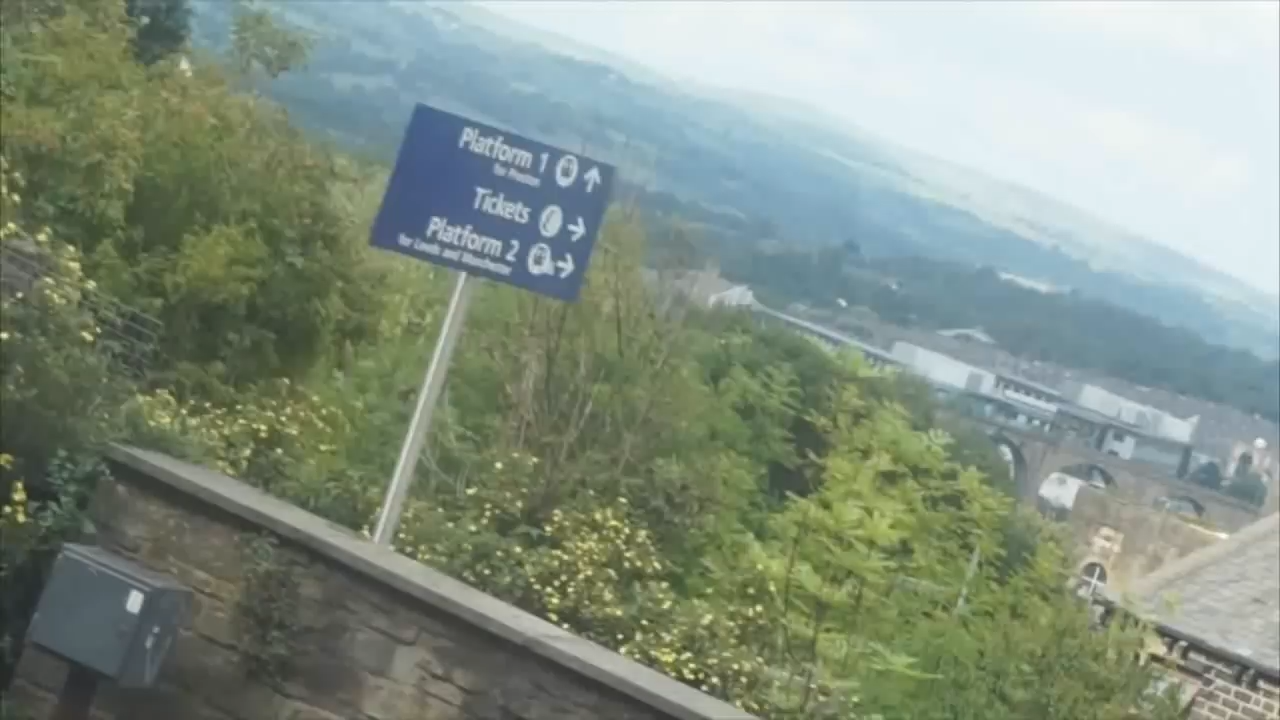 Platform 1
for Preston
Tickets
Platform 2
for Leeds and Manchester